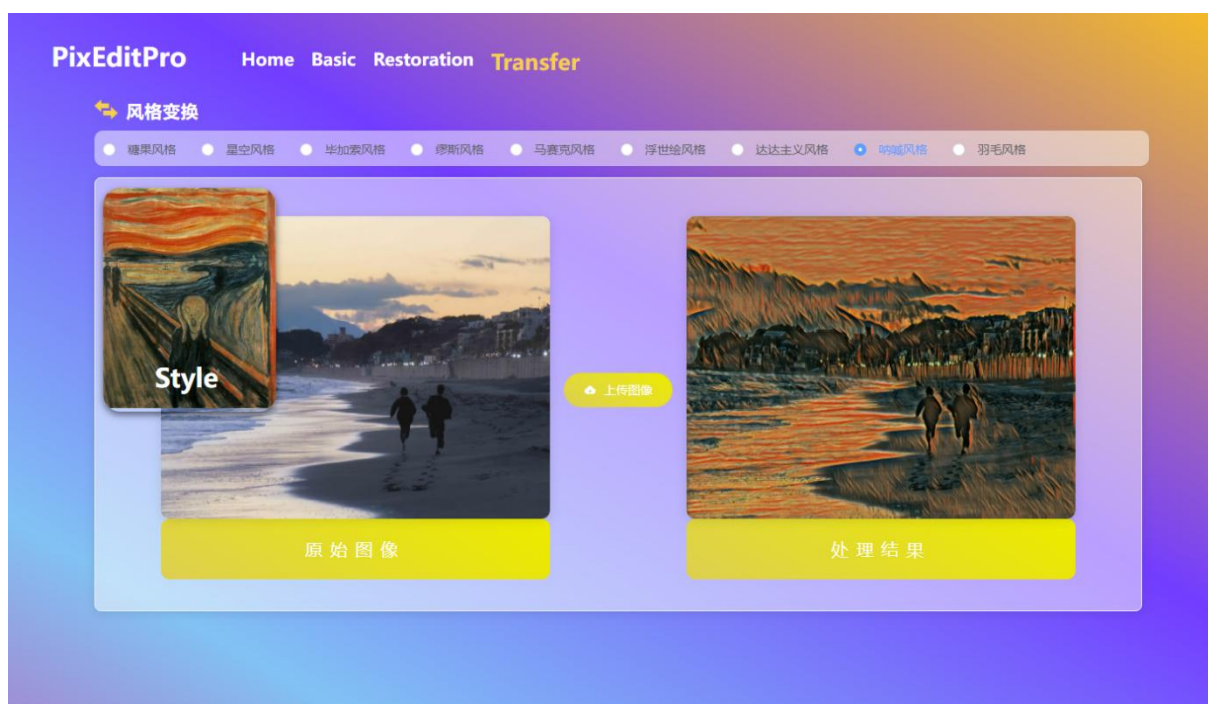 PixEditPro Home Basic Restoration Transfer
风格变换
糖果风格 星空风格 毕加索风格 缪斯风格 马赛克风格 浮世绘风格 达达主义风格 呐喊风格 羽毛风格
Style
上传图像
原始图像 处理结果